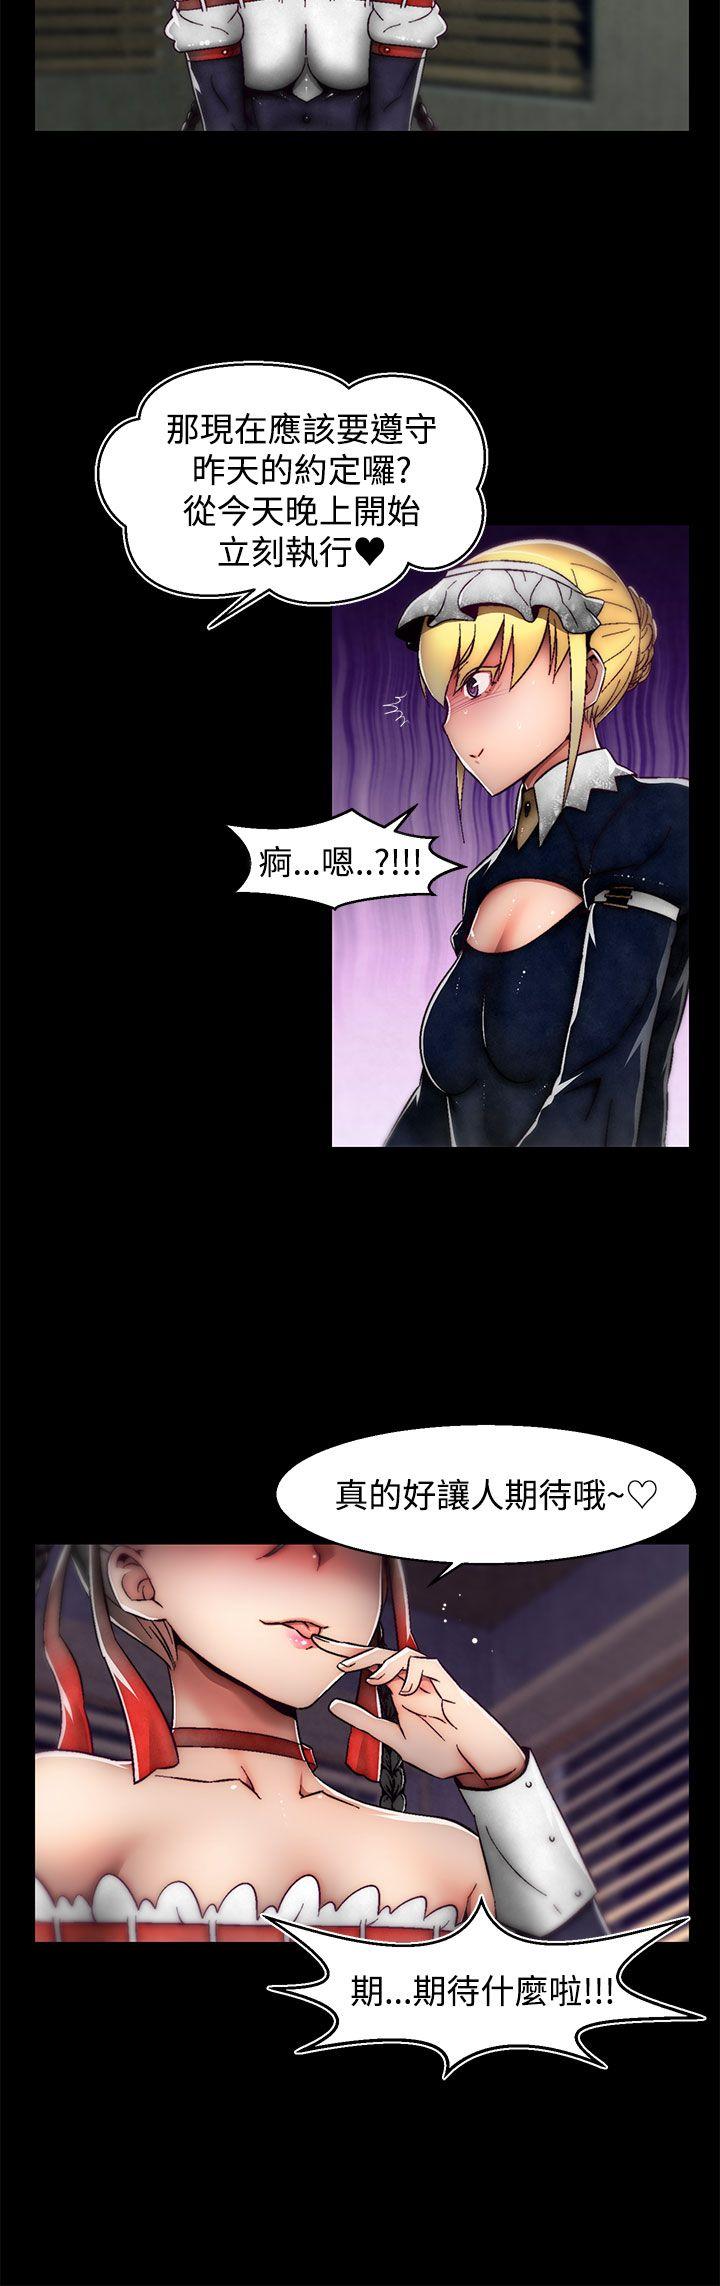 那現在應該要遵守
昨天的約定囉?
從今天晚上開始
立刻執行♥
痾...嗯..?!!!
真的好讓人期待哦~♡
期...期待什麼啦!!!